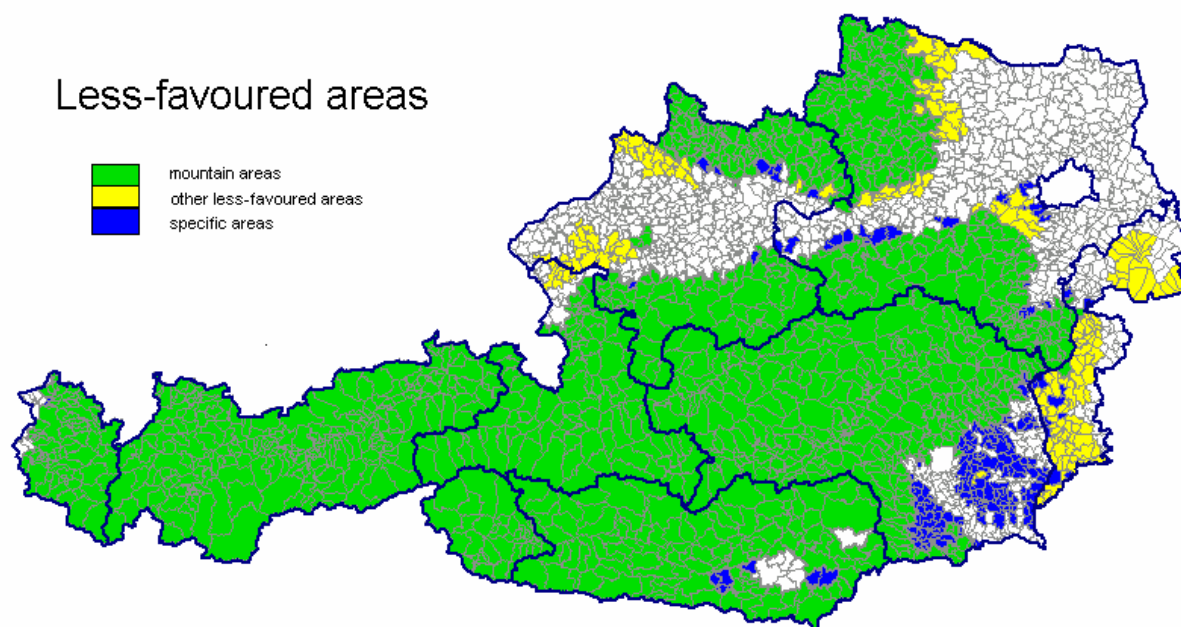 Less-favoured areas
mountain areas
other less-favoured areas
specific areas